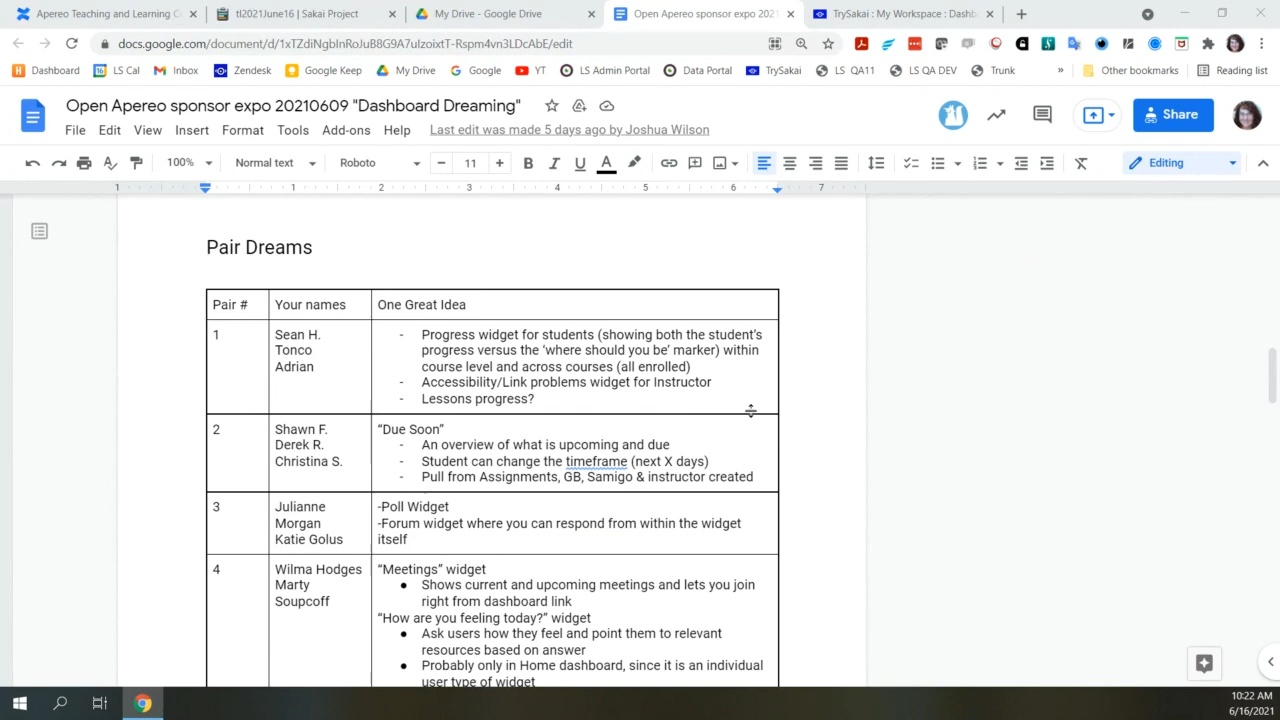 Apereo Teaching and Learning C
tl2021June16 | Sakai Project
My Drive - Google Drive
Open Apereo sponsor expo 2021
TrySakai : My Workspace : Dashb
docs.google.com/document/d/1xTZdiNgbInRoJuB8G9A7uIzoixtT-Rspm4vn3LDcAbE/edit
Dashboard
LS Cal
Inbox
Zendesk
Google Keep
My Drive
Google
YT
LS Admin Portal
Data Portal
TrySakai
LS QA11
LS QA DEV
Trunk
»
Other bookmarks
Reading list
Open Apereo sponsor expo 20210609 "Dashboard Dreaming"
File Edit View Insert Format Tools Add-ons Help
Last edit was made 5 days ago by Joshua Wilson
Share
100%
Normal text
Roboto
11
Editing
1 1 2 3 4 5 6 7
Pair Dreams
Pair #
Your names
One Great Idea
1
Sean H.
Tonco
Adrian
- Progress widget for students (showing both the student's
progress versus the 'where should you be' marker) within
course level and across courses (all enrolled)
- Accessibility/Link problems widget for Instructor
- Lessons progress?
2
Shawn F.
Derek R.
Christina S.
"Due Soon"
- An overview of what is upcoming and due
- Student can change the timeframe (next X days)
- Pull from Assignments, GB, Samigo & instructor created
3
Julianne
Morgan
Katie Golus
-Poll Widget
-Forum widget where you can respond from within the widget
itself
4
Wilma Hodges
Marty
Soupcoff
"Meetings" widget
● Shows current and upcoming meetings and lets you join
right from dashboard link
"How are you feeling today?" widget
● Ask users how they feel and point them to relevant
resources based on answer
● Probably only in Home dashboard, since it is an individual
user type of widget
10:22 AM
6/16/2021